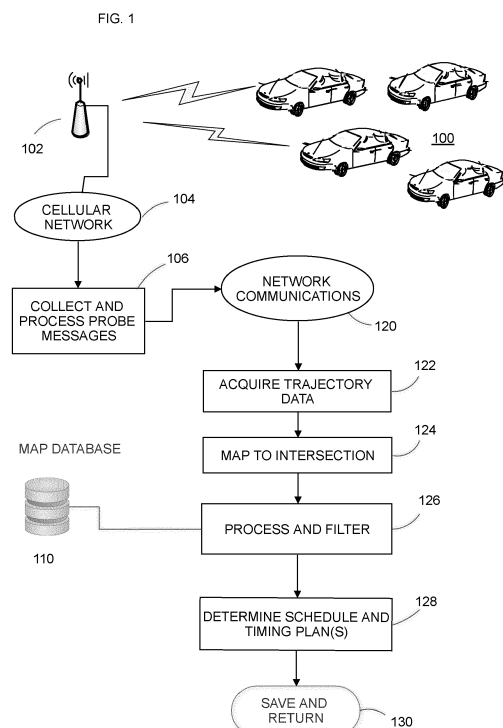 FIG. 1
100
102
CELLULAR
NETWORK
104
106
COLLECT AND
PROCESS PROBE
MESSAGES
NETWORK
COMMUNICATIONS
120
ACQUIRE TRAJECTORY
DATA
122
MAP TO INTERSECTION
124
MAP DATABASE
110
PROCESS AND FILTER
126
DETERMINE SCHEDULE AND
TIMING PLAN(S)
128
SAVE AND
RETURN
130